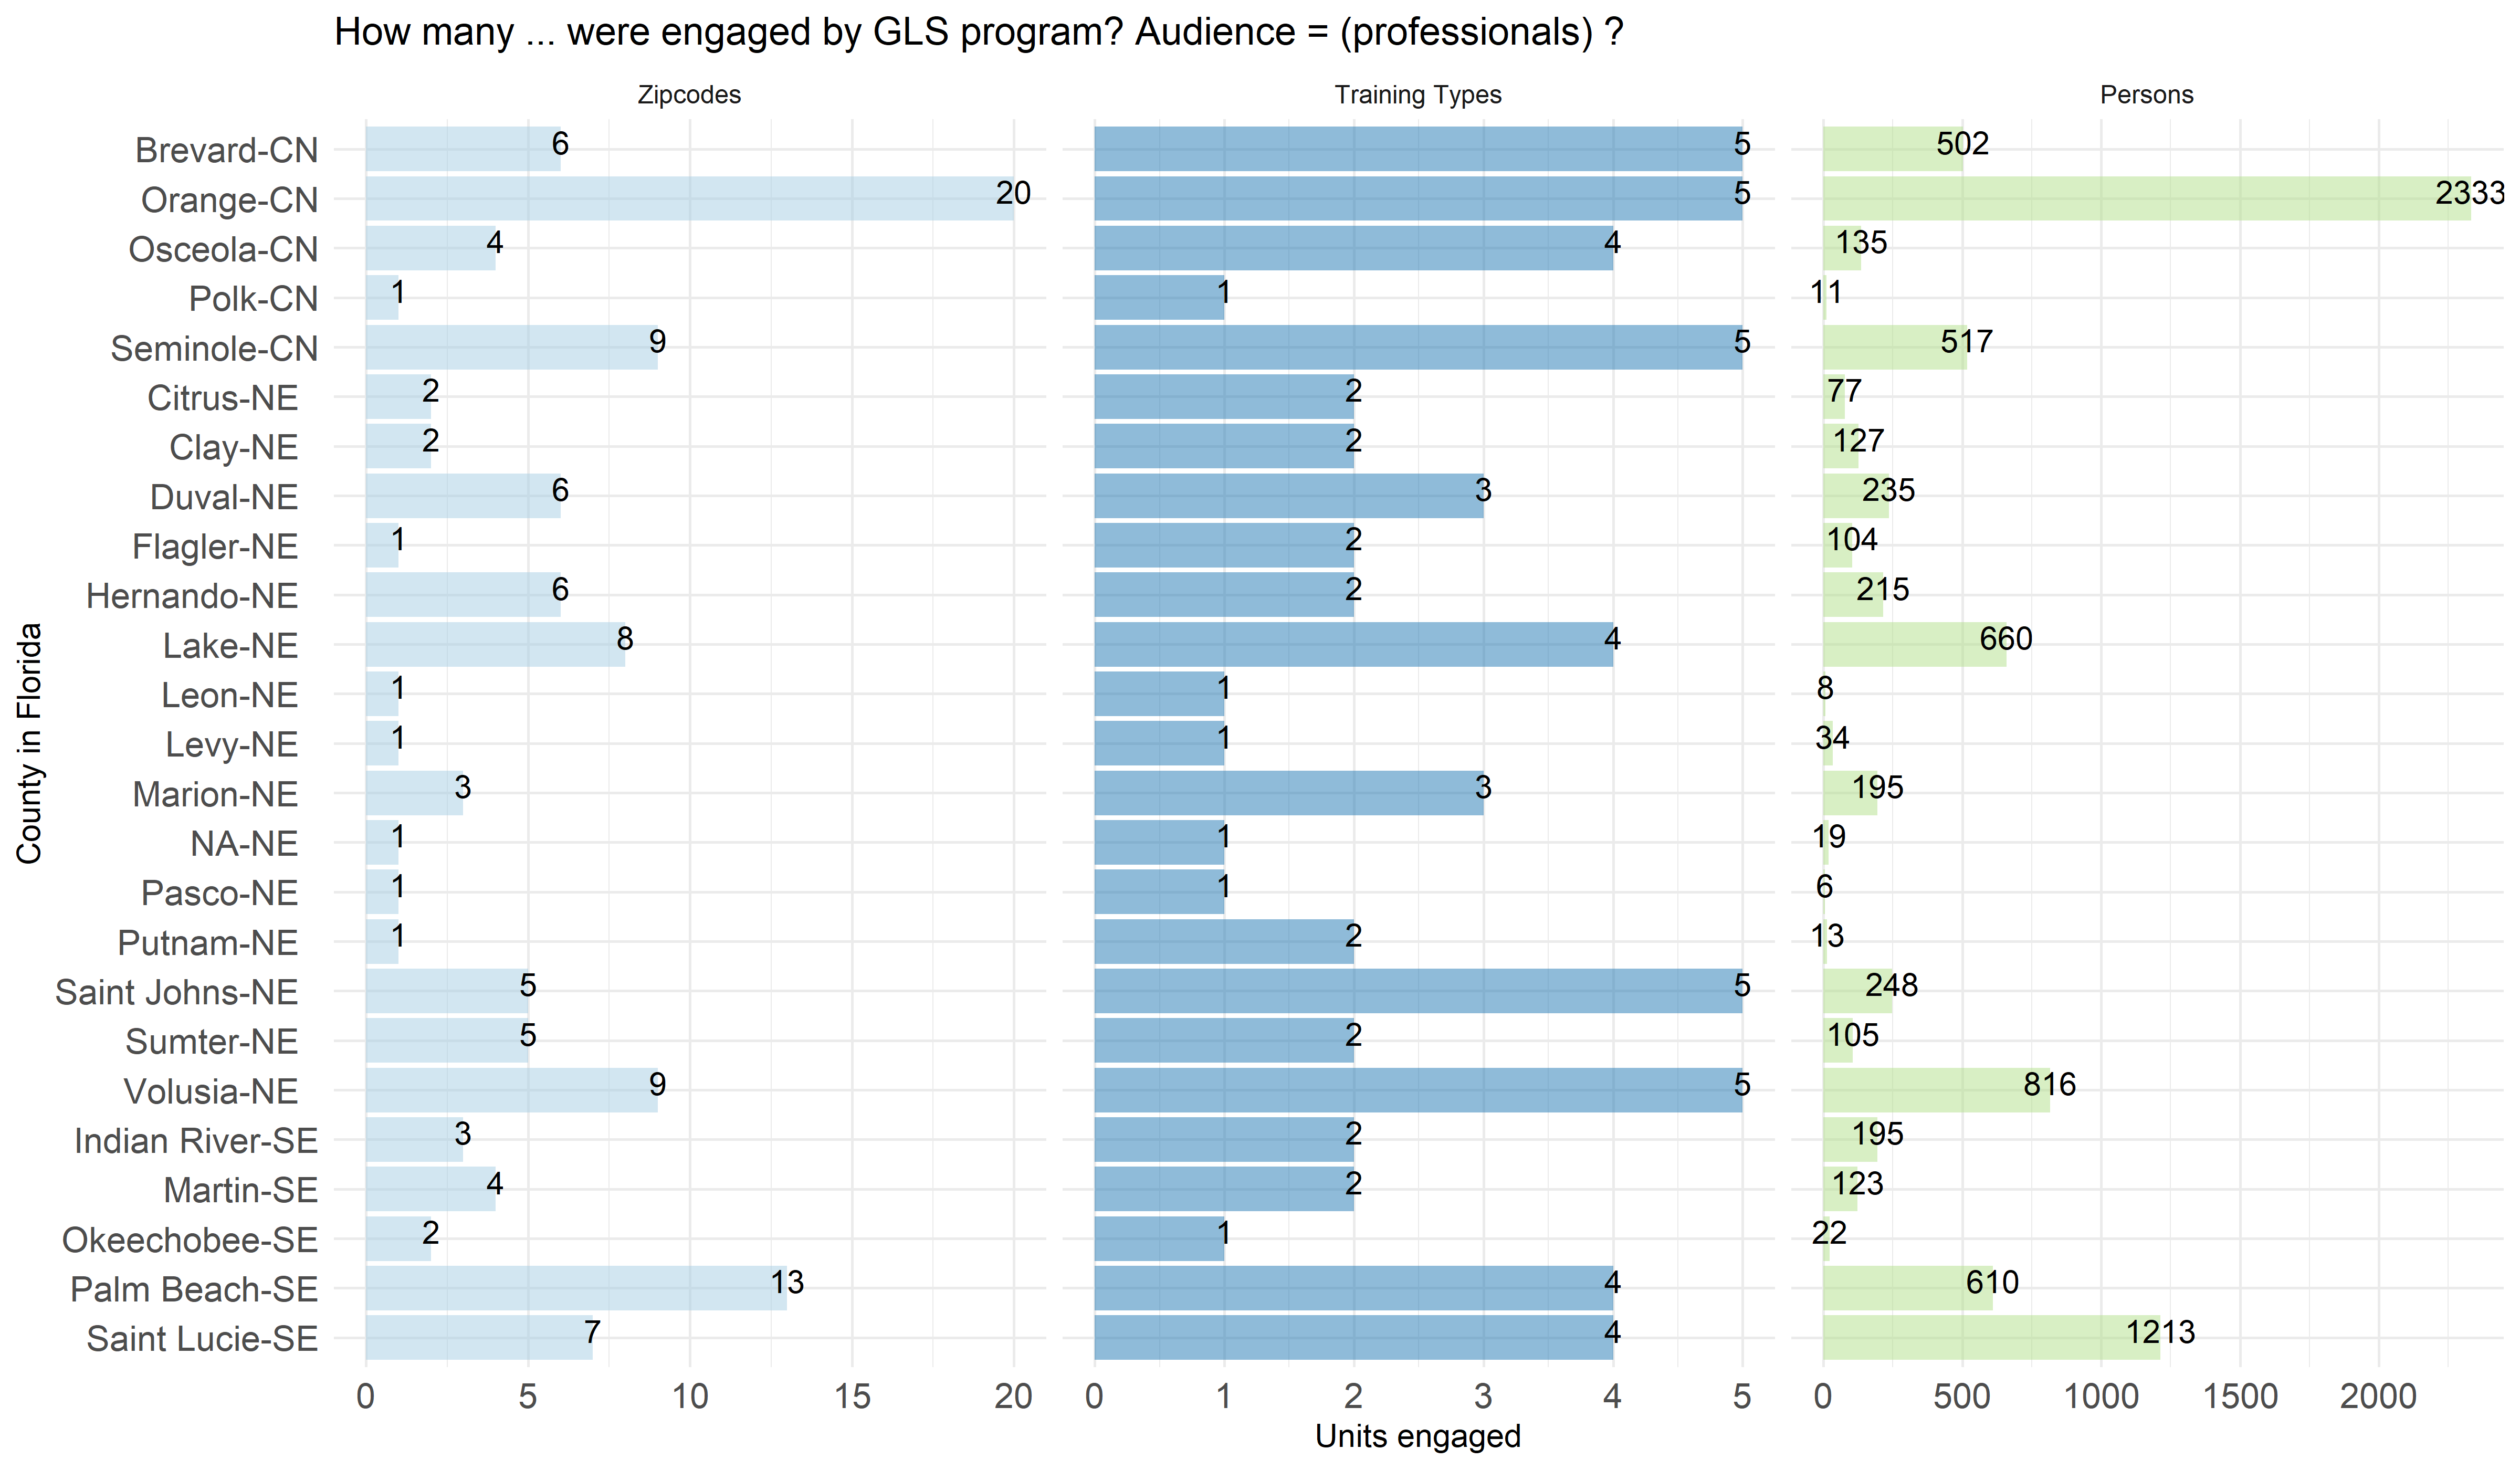 How many ... were engaged by GLS program? Audience = (professionals) ?
Zipcodes Training Types Persons
County in Florida
Brevard-CN 6 5 502
Orange-CN 20 5 2333
Osceola-CN 4 4 135
Polk-CN 1 1 11
Seminole-CN 9 5 517
Citrus-NE 2 2 77
Clay-NE 2 2 127
Duval-NE 6 3 235
Flagler-NE 1 2 104
Hernando-NE 6 2 215
Lake-NE 8 4 660
Leon-NE 1 1 8
Levy-NE 1 1 34
Marion-NE 3 3 195
NA-NE 1 1 19
Pasco-NE 1 1 6
Putnam-NE 1 2 13
Saint Johns-NE 5 5 248
Sumter-NE 5 2 105
Volusia-NE 9 5 816
Indian River-SE 3 2 195
Martin-SE 4 2 123
Okeechobee-SE 2 1 22
Palm Beach-SE 13 4 610
Saint Lucie-SE 7 4 1213
0 5 10 15 20 0 1 2 3 4 5 0 500 1000 1500 2000
Units engaged